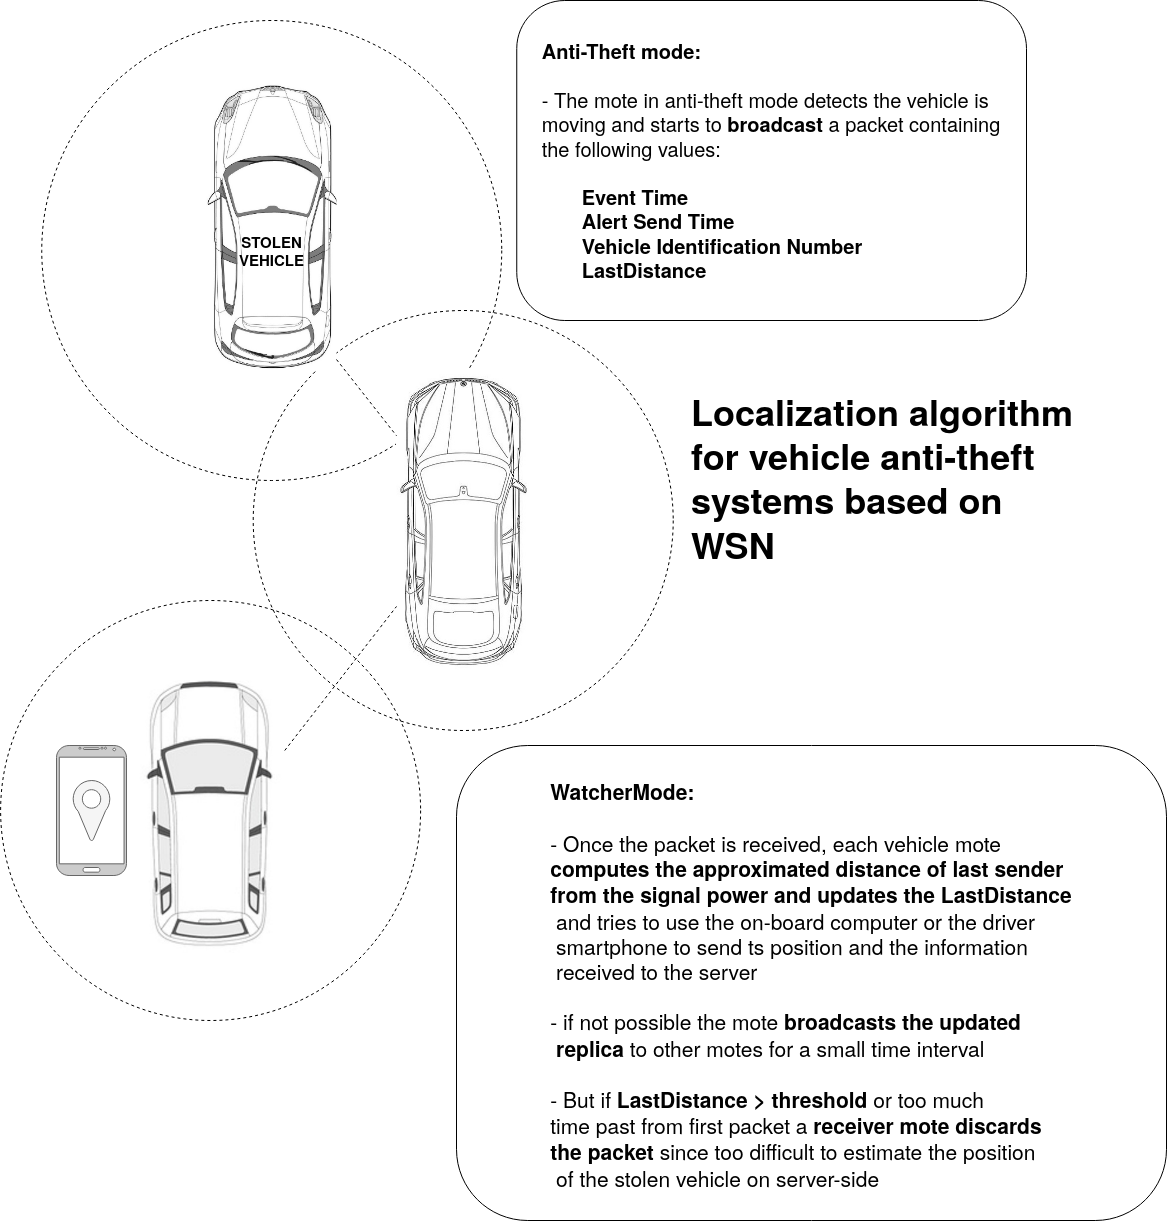 Anti-Theft mode:
- The mote in anti-theft mode detects the vehicle is
moving and starts to broadcast a packet containing
the following values:
Event Time
Alert Send Time
Vehicle Identification Number
LastDistance
STOLEN
VEHICLE
Localization algorithm
for vehicle anti-theft
systems based on
WSN
WatcherMode:
- Once the packet is received, each vehicle mote
computes the approximated distance of last sender
from the signal power and updates the LastDistance
and tries to use the on-board computer or the driver
smartphone to send ts position and the information
received to the server
- if not possible the mote broadcasts the updated
replica to other motes for a small time interval
- But if LastDistance > threshold or too much
time past from first packet a receiver mote discards
the packet since too difficult to estimate the position
of the stolen vehicle on server-side